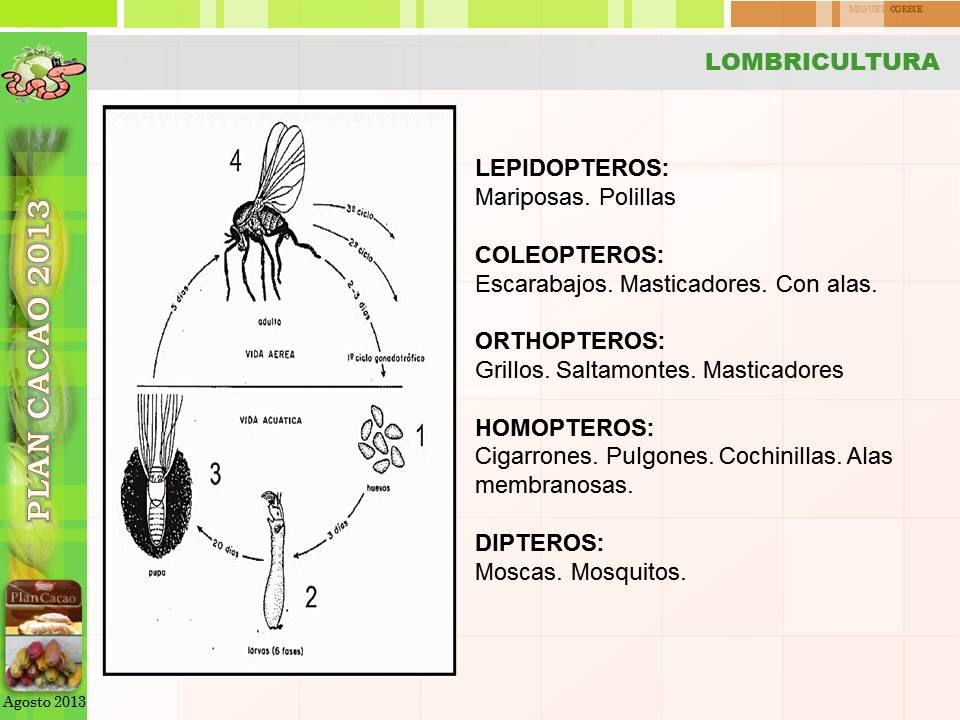 MIGUEL CORBIE
LOMBRICULTURA
PLAN CACAO 2013
4
3º ciclo
2º ciclo
2-3 días
5 días
adulto
VIDA AEREA
1º ciclo gonadotrófico
VIDA ACUATICA
1
huevos
3
3 días
20 días
pupa
2
larvas (6 fases)
LEPIDOPTEROS:
Mariposas. Polillas
COLEOPTEROS:
Escarabajos. Masticadores. Con alas.
ORTHOPTEROS:
Grillos. Saltamontes. Masticadores
HOMOPTEROS:
Cigarrones. Pulgones. Cochinillas. Alas
membranosas.
DIPTEROS:
Moscas. Mosquitos.
Plan Cacao
Agosto 2013